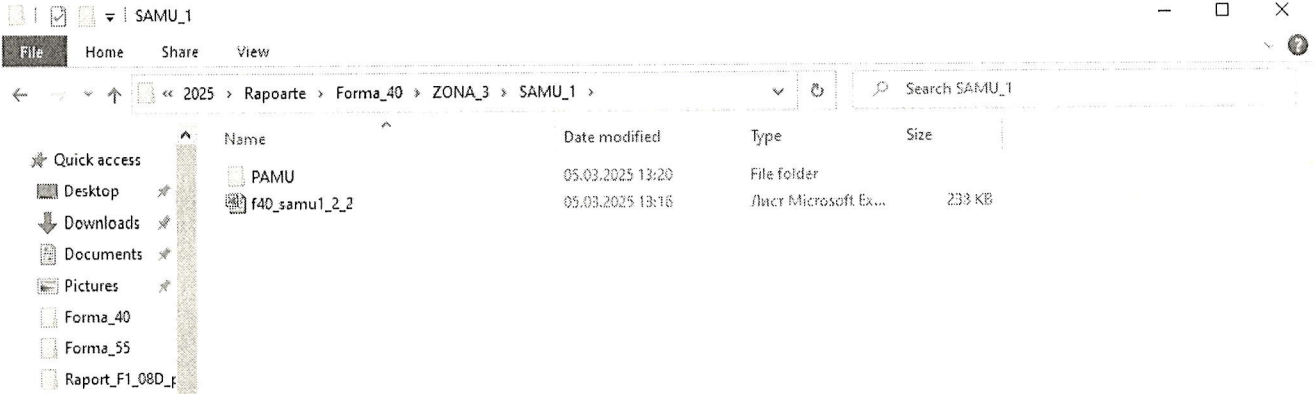 SAMU_1
File Home Share View
« 2025 > Rapoarte > Forma_40 > ZONA_3 > SAMU_1 > Search SAMU_1
Name Date modified Type Size
Quick access
PAMU 05.03.2025 13:20 File folder
Desktop
f40_samu1_2_2 05.03.2025 13:16 Лист Microsoft Ex... 233 KB
Downloads
Documents
Pictures
Forma_40
Forma_55
Raport_F1_08D_p